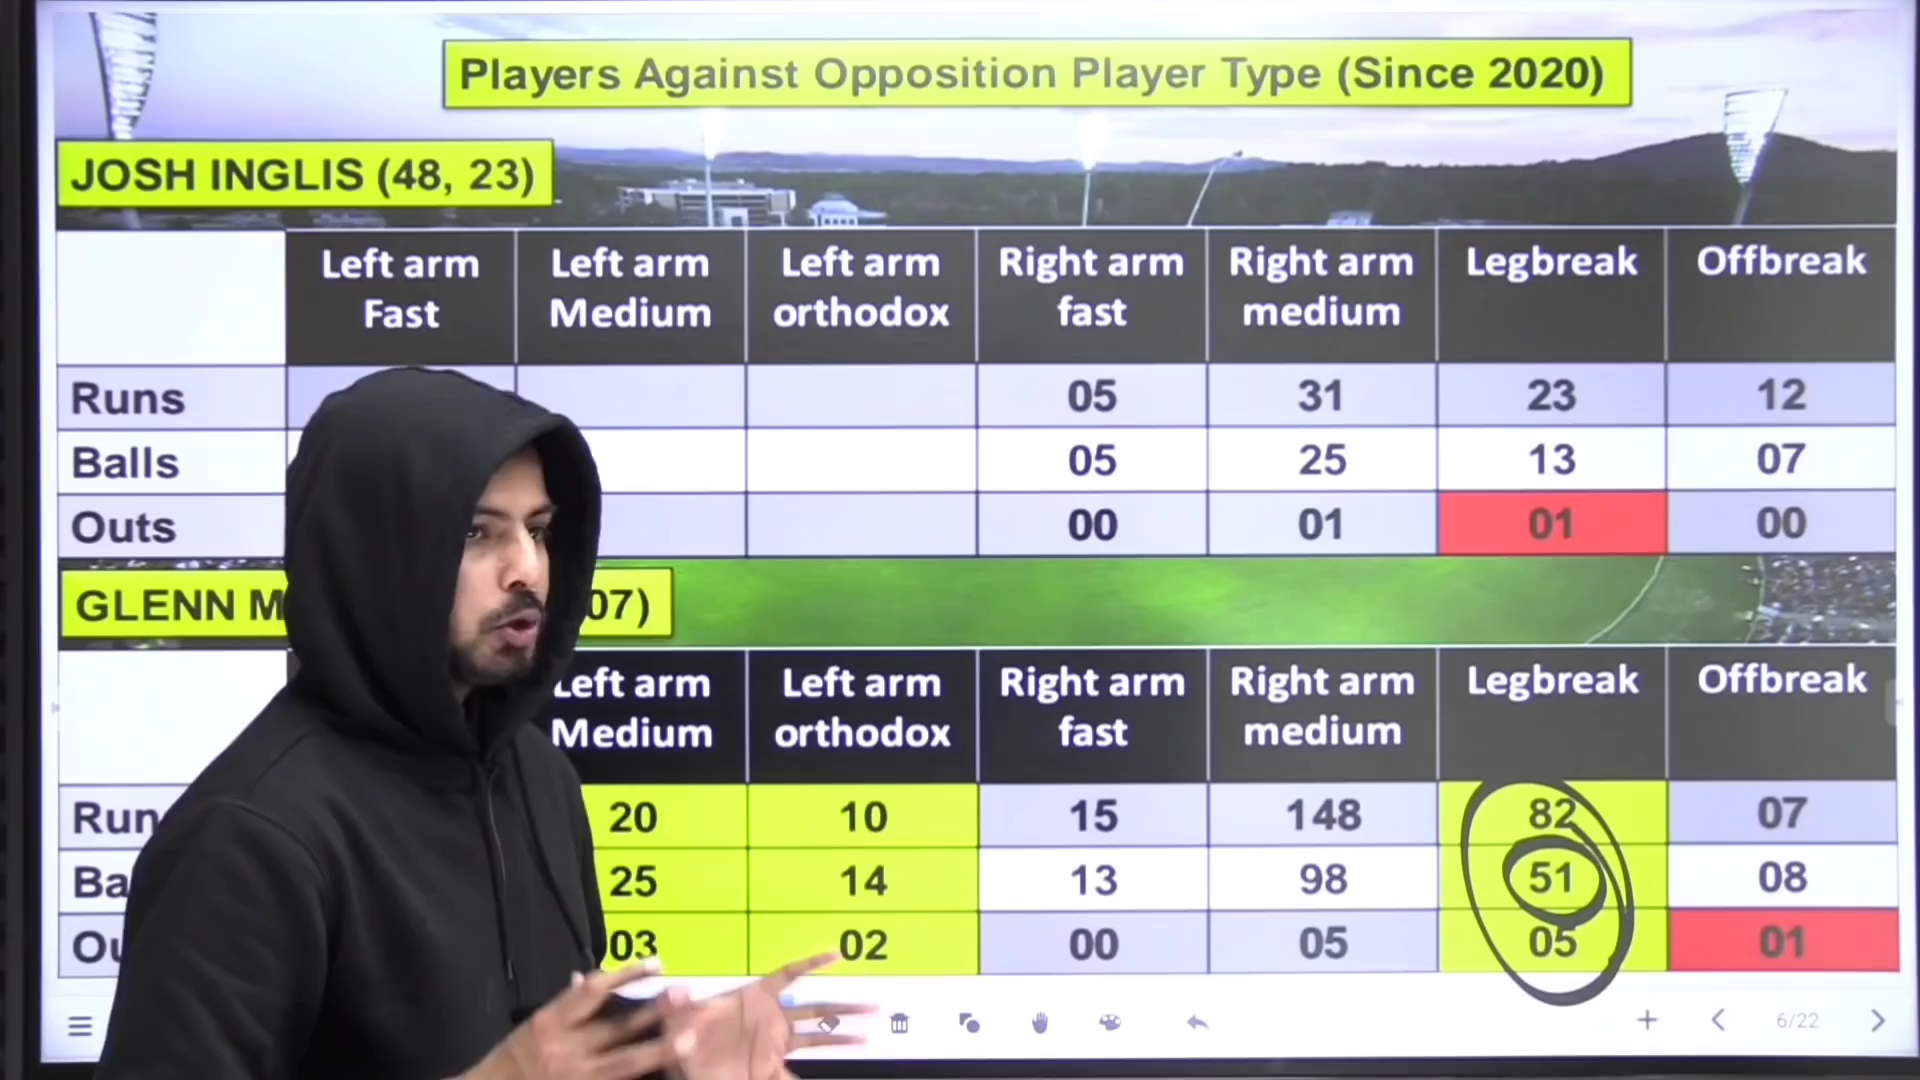 Players Against Opposition Player Type (Since 2020)
JOSH INGLIS (48, 23)
Left arm Fast Left arm Medium Left arm orthodox Right arm fast Right arm medium Legbreak Offbreak
Runs 05 31 23 12
Balls 05 25 13 07
Outs 00 01 01 00
GLENN M 07)
Left arm Medium Left arm orthodox Right arm fast Right arm medium Legbreak Offbreak
Run 20 10 15 148 82 07
Ba 25 14 13 98 51 08
Ou 03 02 00 05 05 01
6/22